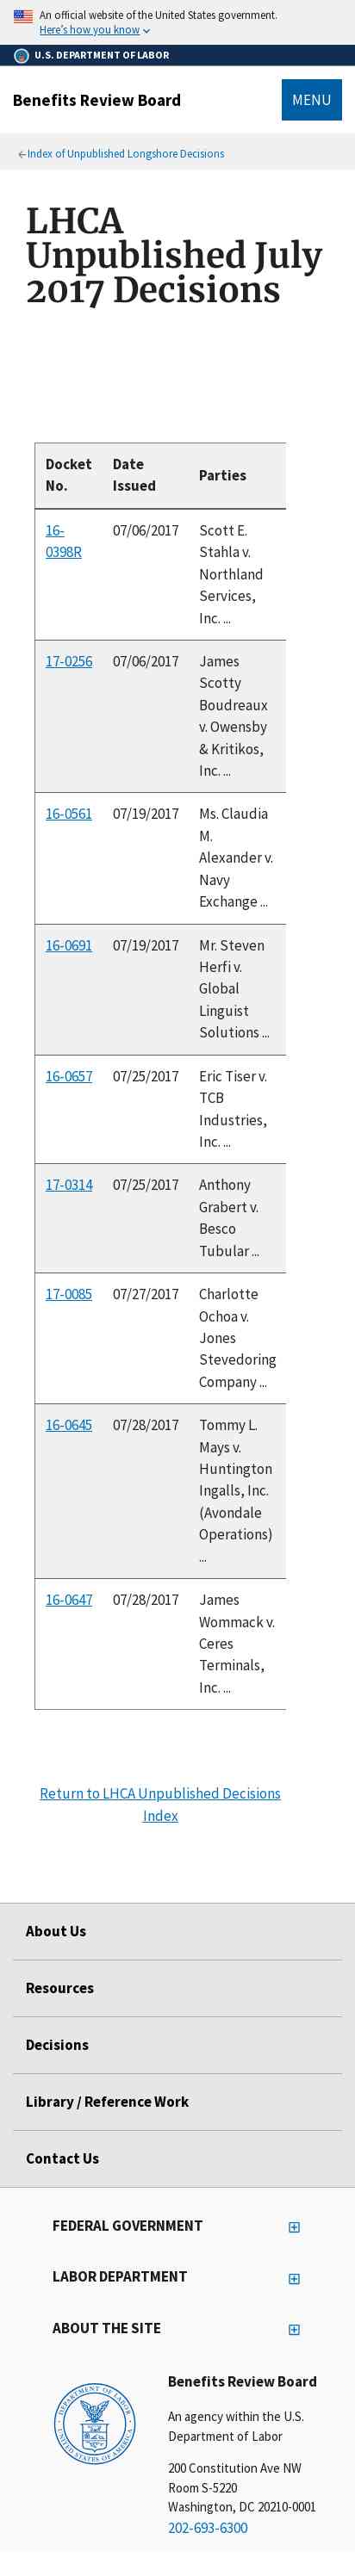 An official website of the United States government.
Here's how you know
U.S. DEPARTMENT OF LABOR
Benefits Review Board
MENU
Index of Unpublished Longshore Decisions
LHCA
Unpublished July
2017 Decisions
Docket Date
No. Issued Parties
16- 07/06/2017 Scott E.
0398R Stahla v.
Northland
Services,
Inc. ...
17-0256 07/06/2017 James
Scotty
Boudreaux
v. Owensby
& Kritikos,
Inc. ...
16-0561 07/19/2017 Ms. Claudia
M.
Alexander v.
Navy
Exchange ...
16-0691 07/19/2017 Mr. Steven
Herfi v.
Global
Linguist
Solutions ...
16-0657 07/25/2017 Eric Tiser v.
TCB
Industries,
Inc. ...
17-0314 07/25/2017 Anthony
Grabert v.
Besco
Tubular ...
17-0085 07/27/2017 Charlotte
Ochoa v.
Jones
Stevedoring
Company ...
16-0645 07/28/2017 Tommy L.
Mays v.
Huntington
Ingalls, Inc.
(Avondale
Operations)
...
16-0647 07/28/2017 James
Wommack v.
Ceres
Terminals,
Inc. ...
Return to LHCA Unpublished Decisions
Index
About Us
Resources
Decisions
Library / Reference Work
Contact Us
FEDERAL GOVERNMENT
LABOR DEPARTMENT
ABOUT THE SITE
DEPARTMENT OF LABOR
UNITED STATES OF AMERICA
Benefits Review Board
An agency within the U.S.
Department of Labor
200 Constitution Ave NW
Room S-5220
Washington, DC 20210-0001
202-693-6300